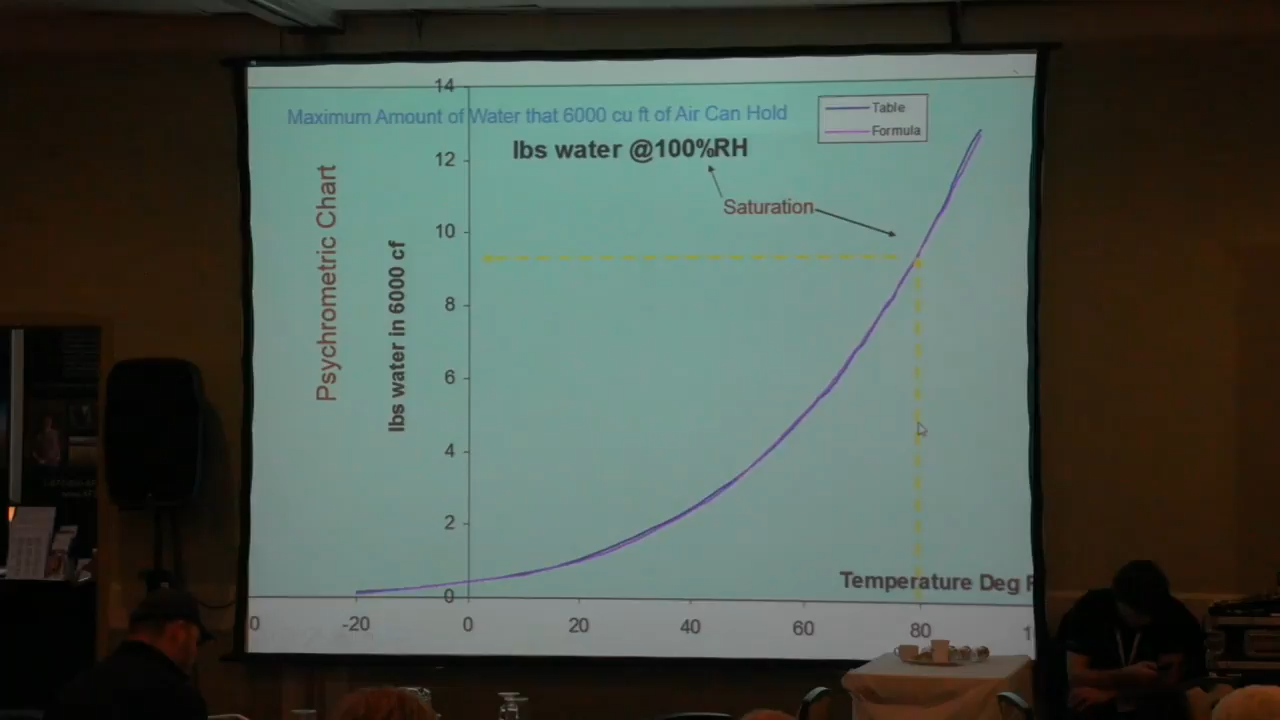 14
Maximum Amount of Water that 6000 cu ft of Air Can Hold
Table
Formula
lbs water @100%RH
12
Saturation
10
8
6
4
2
0
Psychrometric Chart
lbs water in 6000 cf
Temperature Deg F
0
-20
0
20
40
60
80
1